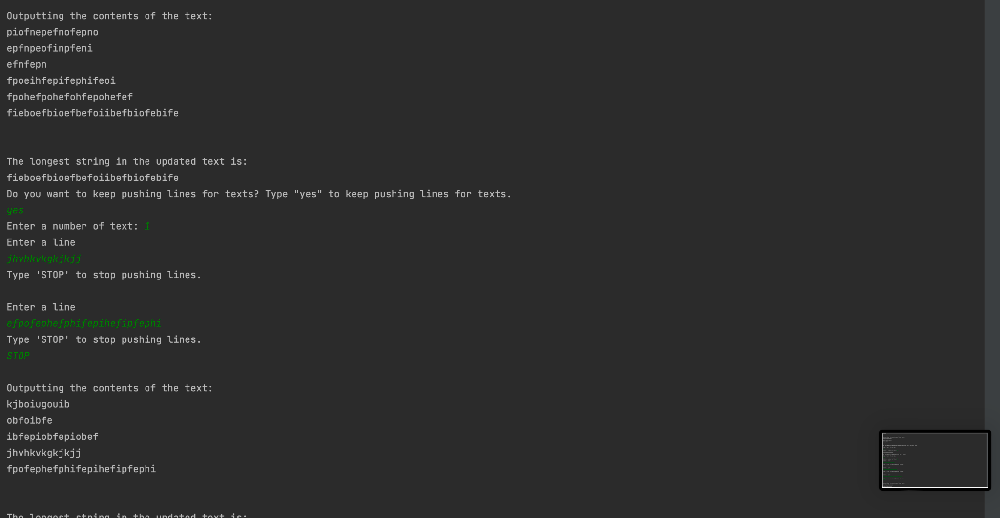 Outputting the contents of the text:
piofnepefnofepno
epfnpeofinpfeni
efnfepn
fpoeihfepifephifeoi
fpohefpohefohfepohefef
fieboefbioefbefoiibefbiofebife
The longest string in the updated text is:
fieboefbioefbefoiibefbiofebife
Do you want to keep pushing lines for texts? Type "yes" to keep pushing lines for texts.
yes
Enter a number of text: 1
Enter a line
jhvhkvkgkjkjj
Type 'STOP' to stop pushing lines.
Enter a line
efpofephefphifepihefipfephi
Type 'STOP' to stop pushing lines.
STOP
Outputting the contents of the text:
kjboiugouib
obfoibfe
ibfepiobfepiobef
jhvhkvkgkjkjj
fpofephefphifepihefipfephi
The longest string in the updated text is: